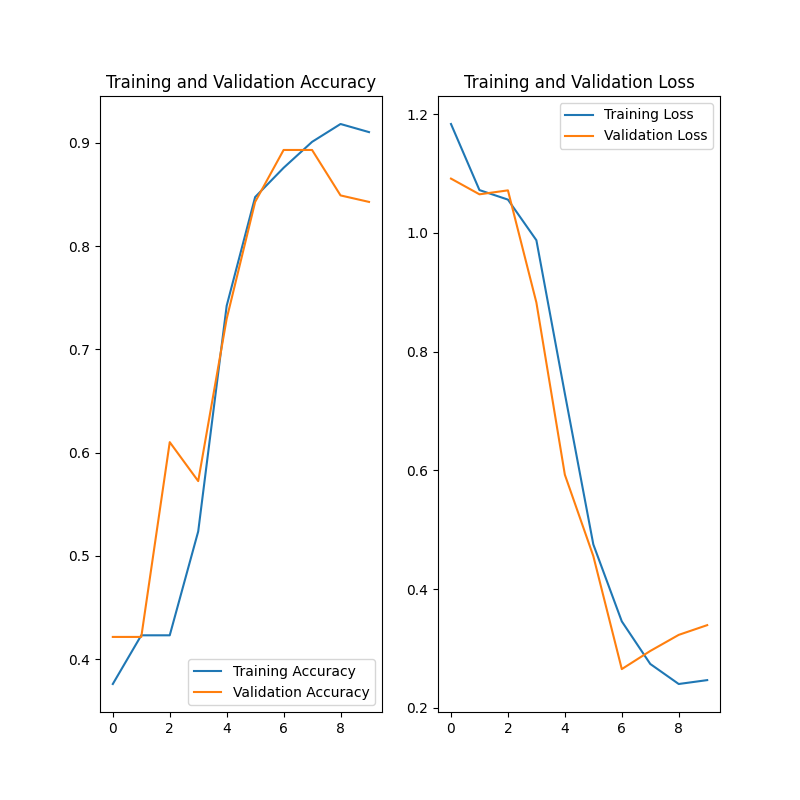 Training and Validation Accuracy
0.9
0.8
0.7
0.6
0.5
0.4
0 2 4 6 8
Training Accuracy
Validation Accuracy
Training and Validation Loss
1.2
1.0
0.8
0.6
0.4
0.2
0 2 4 6 8
Training Loss
Validation Loss